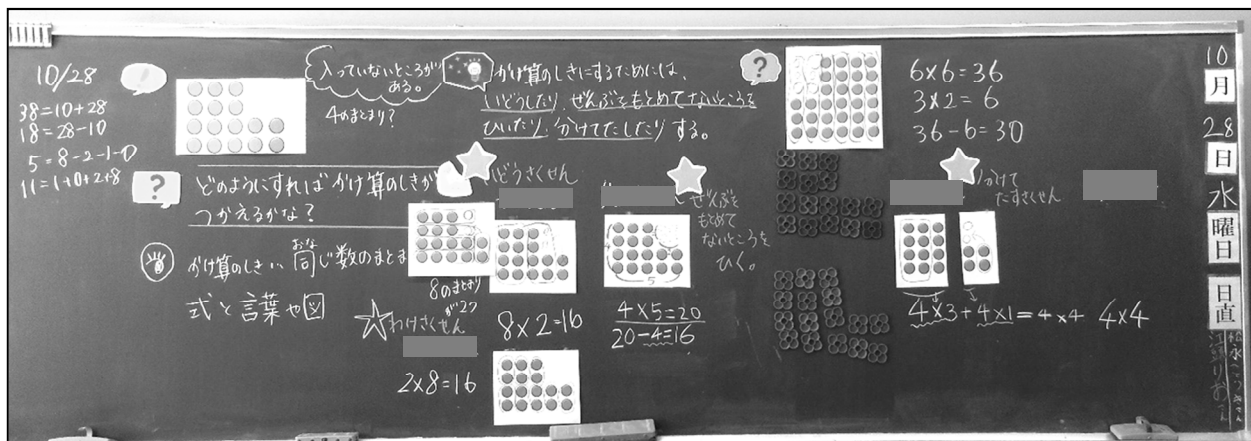 10/28
38=10+28
18=28-10
5=8-2-1-0
11=1+0+2+8
入っていないところが
ある。
4のまとまり?
かけ算のしきにするためには、
いどうしたり、ぜんぶをもとめてないところを
ひいたり、分けてたしたりする。
?
どのようにすれば かけ算のしきが
つかえるかな?
かけ算のしき…同じ数のまとま
おな
式と言葉や図
いどうさくせん
8のまとまり
が2つ
8×2=16
わけさくせん
2×8=16
ぜんぶを
もとめて
ないところを
ひく。
5
4×5=20
20-4=16
?
6×6=36
3×2=6
36-6=30
わけて
たすさくせん
4×3+4×1=4×4
4×4
10
月
28
日
水
曜日
日直